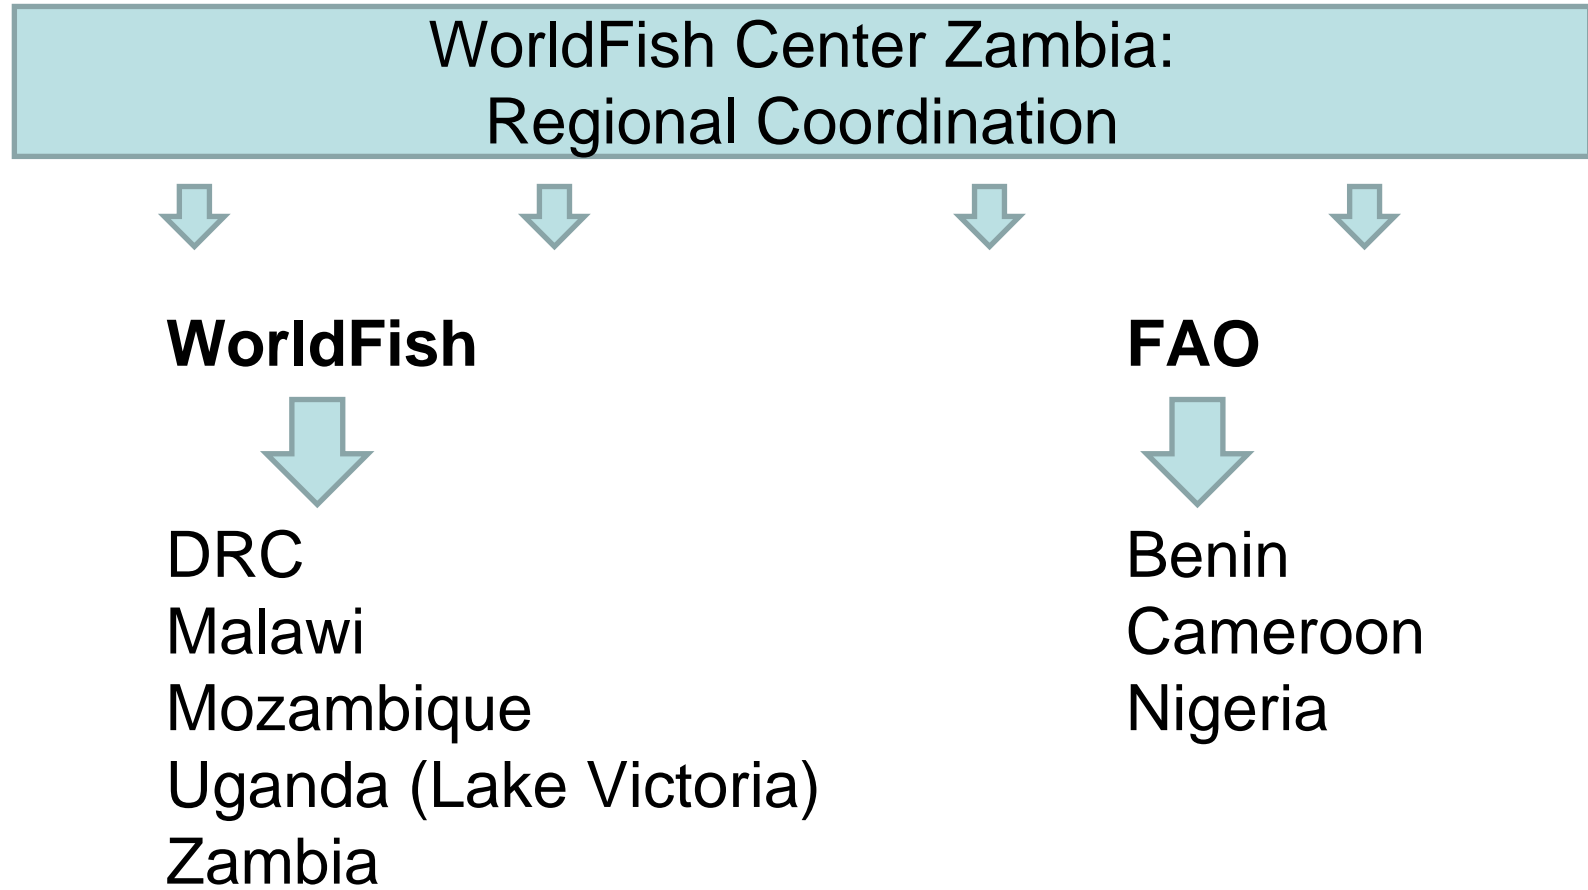 WorldFish Center Zambia:
Regional Coordination
WorldFish
DRC
Malawi
Mozambique
Uganda (Lake Victoria)
Zambia
FAO
Benin
Cameroon
Nigeria